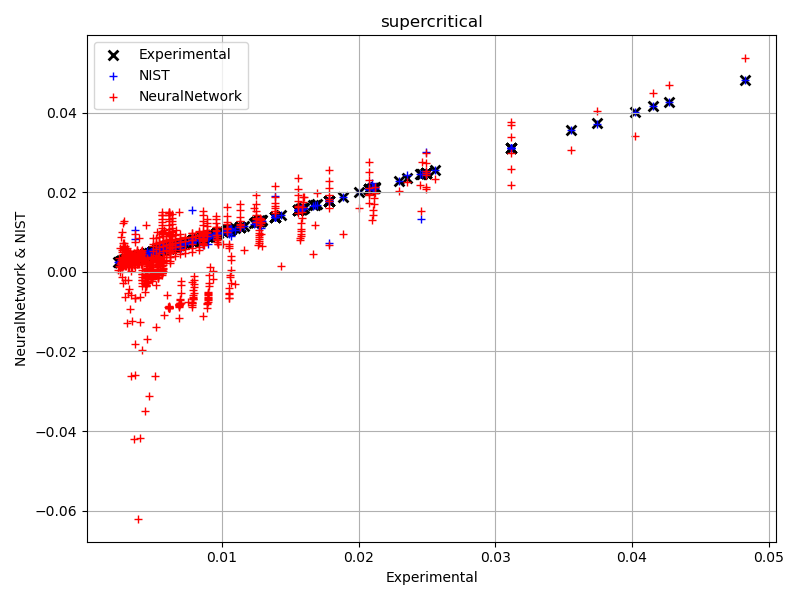 supercritical
Experimental
NIST
NeuralNetwork
NeuralNetwork & NIST
0.04
0.02
0.00
−0.02
−0.04
−0.06
0.01
0.02
0.03
0.04
0.05
Experimental